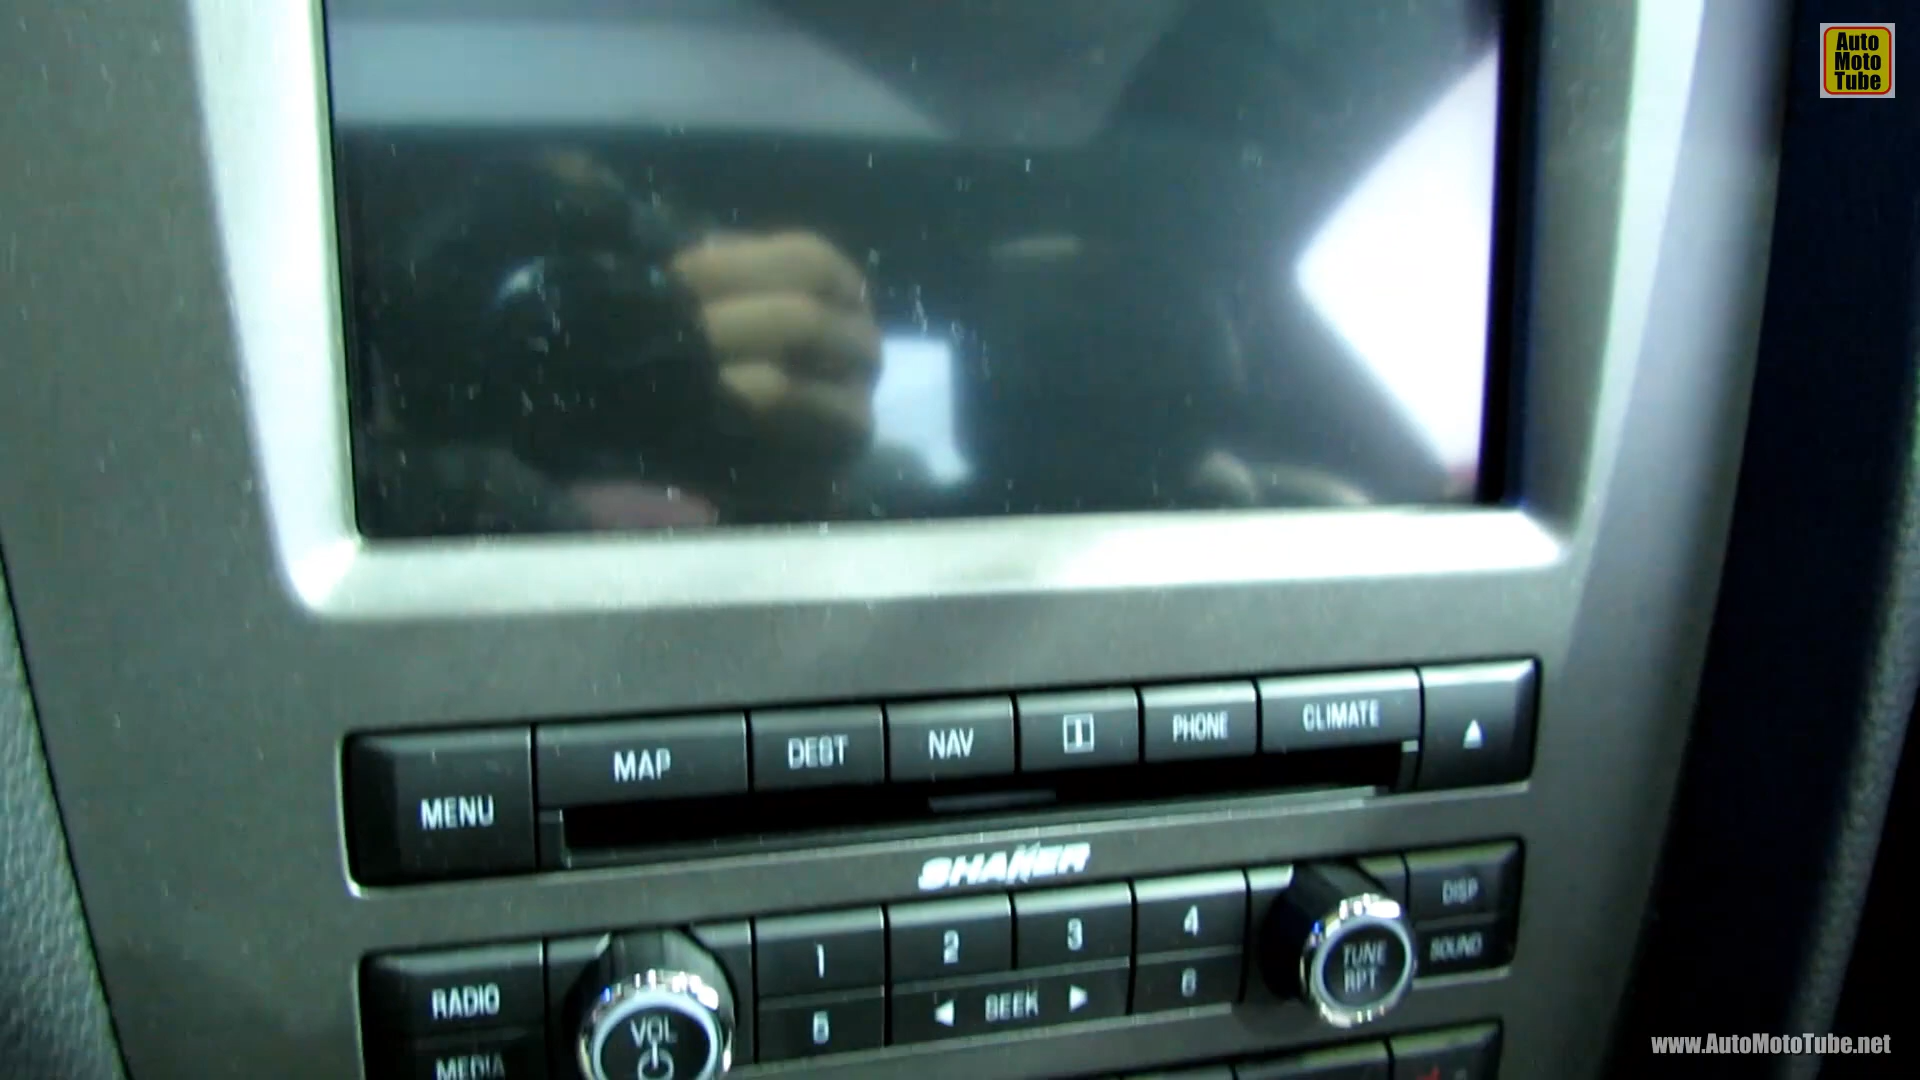 Auto
Moto
Tube
MENU
MAP
DEST
NAV
i
PHONE
CLIMATE
SHAKER
RADIO
MEDIA
VOL
1
2
3
4
5
SEEK
6
TUNE
RPT
DISP
SOUND
www.AutoMotoTube.net